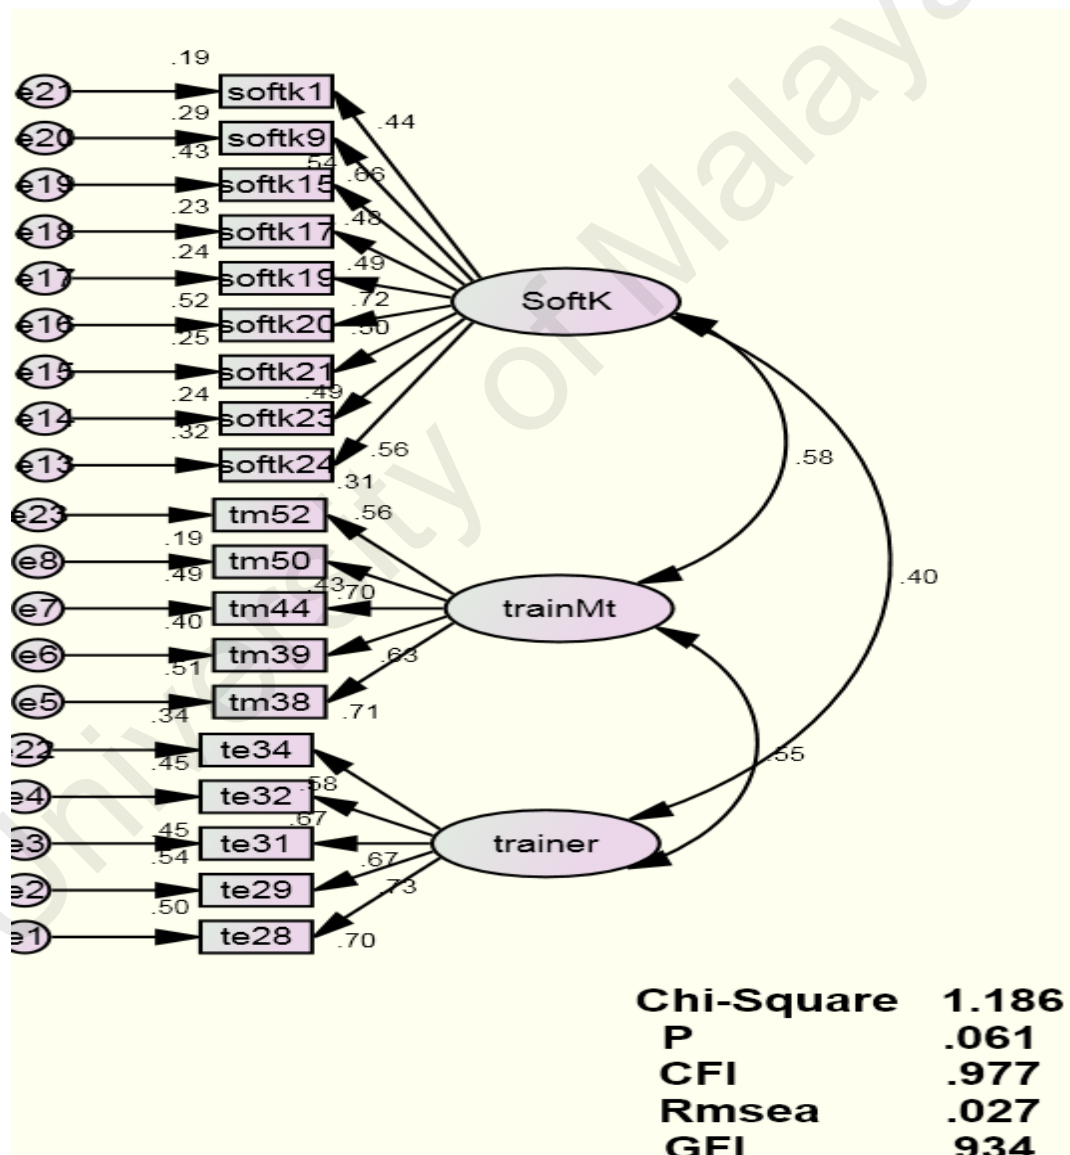 .19
e21 softk1
.44
.29
e20 softk9
.43
.54
.66
e19 softk15
.23
.48
e18 softk17
.24
.49
e17 softk19
.52
.72
e16 softk20
.50
.25
e15 softk21
.24
.49
e14 softk23
.32
.56
e13 softk24
.31
SoftK
.58
.40
e23 tm52
.56
.19
e8 tm50
.49
.43
.70
e7 tm44
.40
trainMt
e6 tm39
.63
.51
e5 tm38
.71
.34
22 te34
.45
.55
.58
e4 te32
.67
.45
e3 te31
.54
.67
trainer
e2 te29
.73
.50
e1 te28
.70
Chi-Square 1.186
P .061
CFI .977
Rmsea .027
GFI .934
University of Malaya